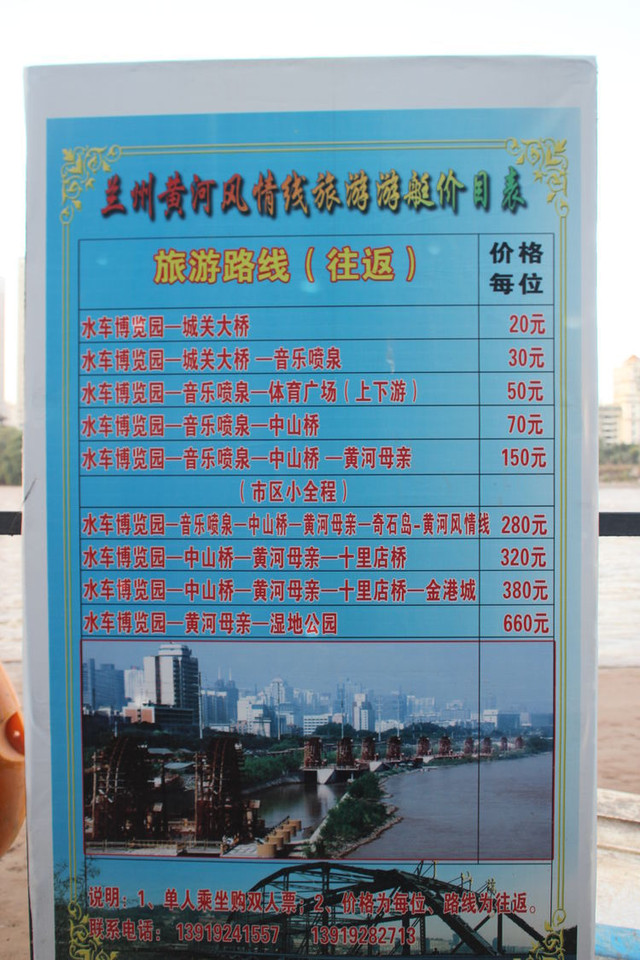 兰州黄河风情线旅游游艇价目表
旅游路线（往返） 价格
每位
水车博览园—城关大桥 20元
水车博览园—城关大桥 —音乐喷泉 30元
水车博览园—音乐喷泉—体育广场（上下游） 50元
水车博览园—音乐喷泉—中山桥 70元
水车博览园—音乐喷泉—中山桥 —黄河母亲 150元
（市区小全程）
水车博览园—音乐喷泉—中山桥—黄河母亲—奇石岛-黄河风情线 280元
水车博览园—中山桥—黄河母亲—十里店桥 320元
水车博览园—中山桥—黄河母亲—十里店桥—金港城 380元
水车博览园—黄河母亲—湿地公园 660元
中山桥
说明：1、单人乘坐购双人票；2、价格为每位、路线为往返。
联系电话： 13919241557 13919282713